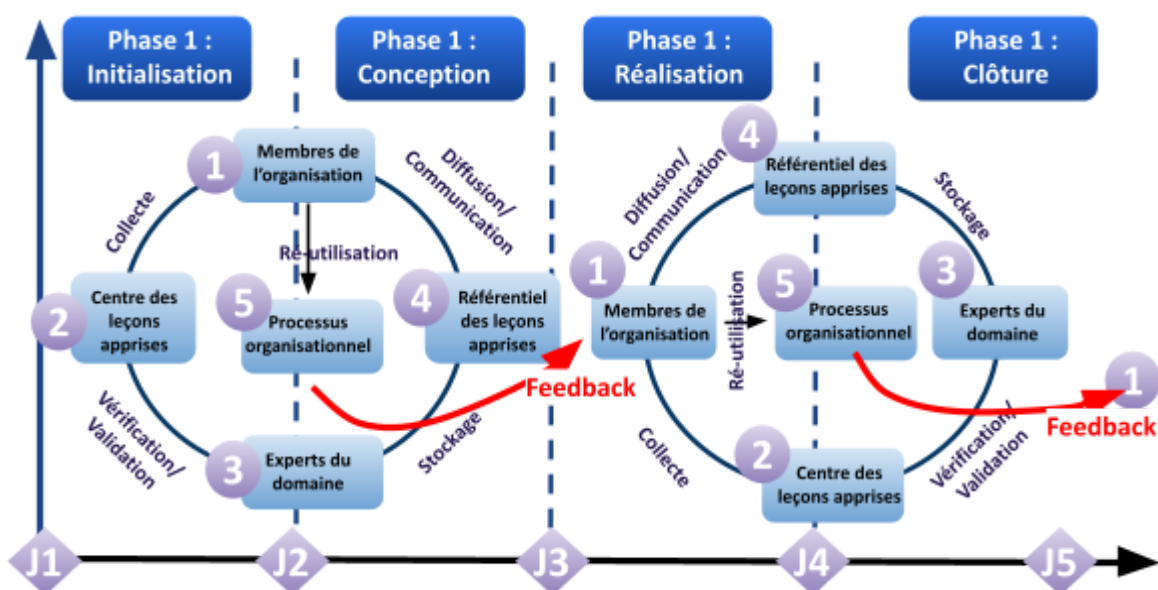 Phase 1 :
Initialisation
Phase 1 :
Conception
Phase 1 :
Réalisation
Phase 1 :
Clôture
1
Membres de
l'organisation
Collecte
Diffusion/
Communication
Ré-utilisation
2
Centre des
leçons
apprises
5
Processus
organisationnel
4
Référentiel
des leçons
apprises
Feedback
Vérification/
Validation
3
Experts du
domaine
Stockage
4
Référentiel des
leçons apprises
Diffusion/
Communication
Stockage
1
Membres de
l'organisation
Ré-utilisation
5
Processus
organisationnel
3
Experts du
domaine
1
Feedback
Collecte
2
Centre des
leçons apprises
Vérification/
Validation
J1
J2
J3
J4
J5